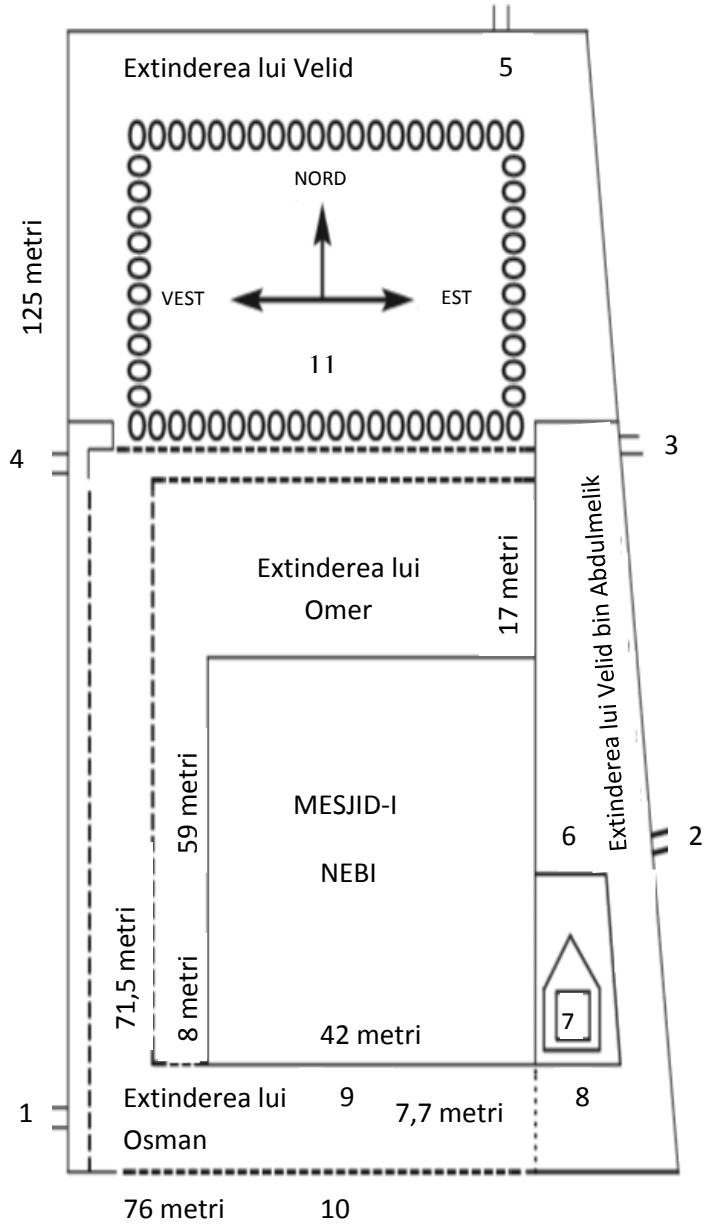 Extinderea lui Velid
5
NORD
VEST
EST
125 metri
11
4
3
Extinderea lui
Omer
17 metri
Extinderea lui Velid bin Abdulmelik
MESJID-I
NEBI
59 metri
6
2
71,5 metri
8 metri
42 metri
7
1
Extinderea lui
Osman
9
7,7 metri
8
76 metri
10